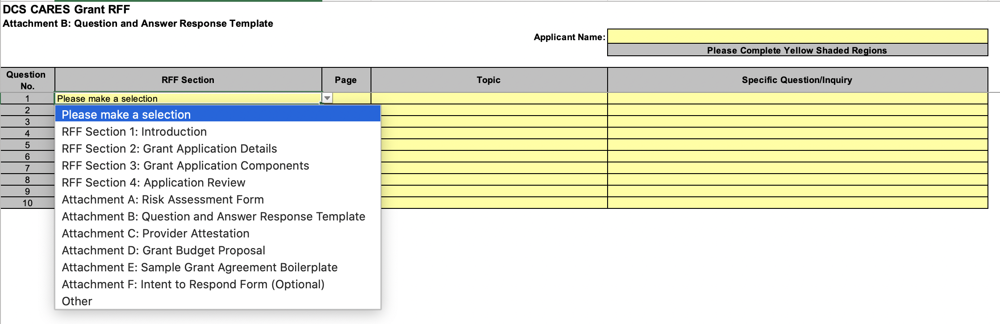 DCS CARES Grant RFF
Attachment B: Question and Answer Response Template
Applicant Name:
Please Complete Yellow Shaded Regions
Question No.
RFF Section
Page
Topic
Specific Question/Inquiry
1
Please make a selection
2
3
4
5
6
7
8
9
10
Please make a selection
RFF Section 1: Introduction
RFF Section 2: Grant Application Details
RFF Section 3: Grant Application Components
RFF Section 4: Application Review
Attachment A: Risk Assessment Form
Attachment B: Question and Answer Response Template
Attachment C: Provider Attestation
Attachment D: Grant Budget Proposal
Attachment E: Sample Grant Agreement Boilerplate
Attachment F: Intent to Respond Form (Optional)
Other